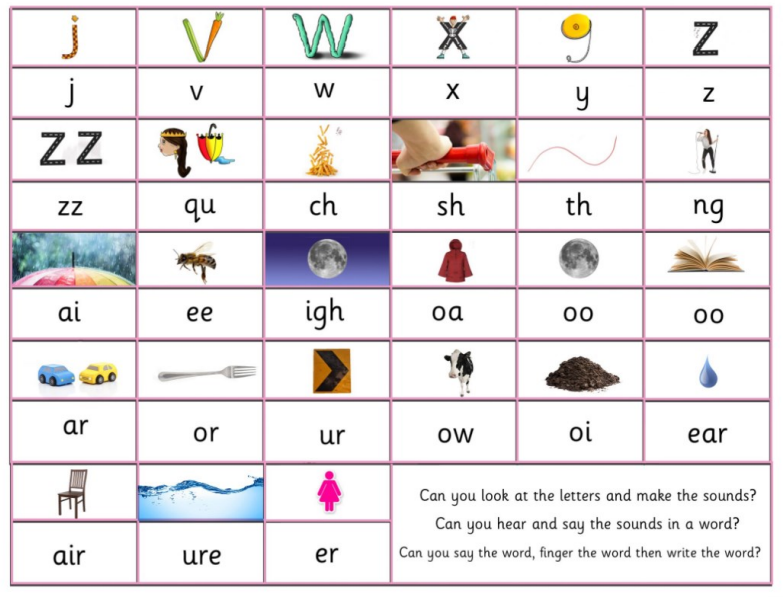 j v w x y z
zz qu ch sh th ng
ai ee igh oa oo oo
ar or ur ow oi ear
Can you look at the letters and make the sounds?
Can you hear and say the sounds in a word?
Can you say the word, finger the word then write the word?
air ure er